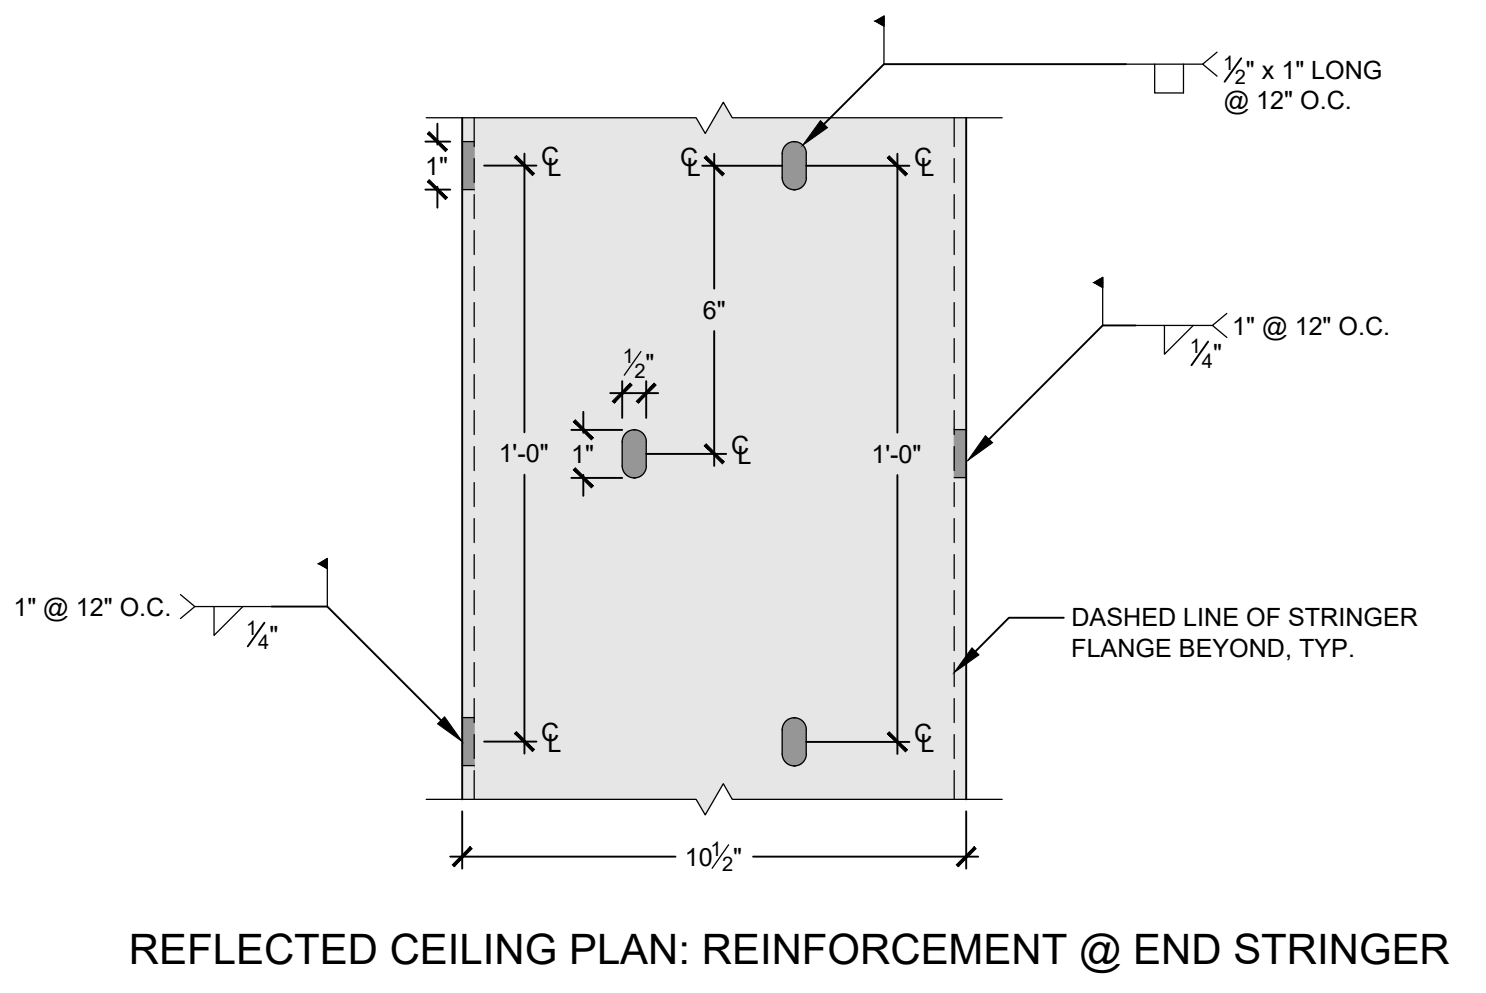 ½" x 1" LONG
@ 12" O.C.
1"
℄
℄
℄
6"
1" @ 12" O.C.
¼"
½"
1'-0"
1"
℄
1'-0"
1" @ 12" O.C.
¼"
DASHED LINE OF STRINGER
FLANGE BEYOND, TYP.
℄
℄
10½"
REFLECTED CEILING PLAN: REINFORCEMENT @ END STRINGER